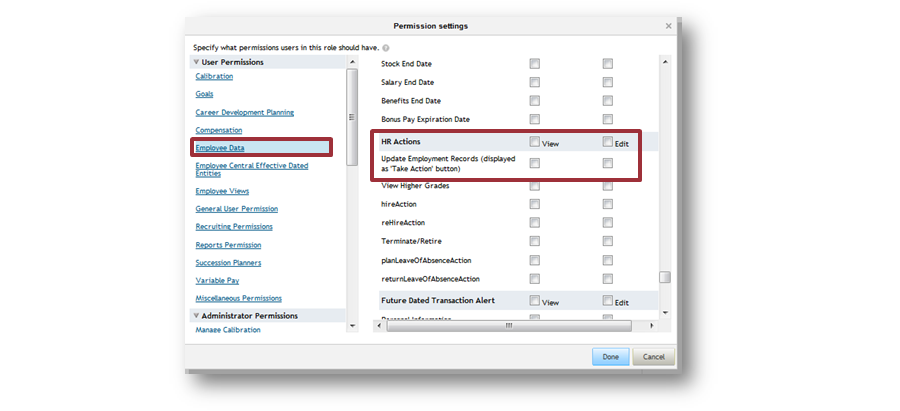 Permission settings
Specify what permissions users in this role should have.
User Permissions
Calibration
Goals
Career Development Planning
Compensation
Employee Data
Employee Central Effective Dated
Entities
Employee Views
General User Permission
Recruiting Permissions
Reports Permission
Succession Planners
Variable Pay
Miscellaneous Permissions
Administrator Permissions
Manage Calibration
Stock End Date
Salary End Date
Benefits End Date
Bonus Pay Expiration Date
HR Actions View Edit
Update Employment Records (displayed
as 'Take Action' button)
View Higher Grades
hireAction
reHireAction
Terminate/Retire
planLeaveOfAbsenceAction
returnLeaveOfAbsenceAction
Future Dated Transaction Alert View Edit
Personal Information
Done Cancel